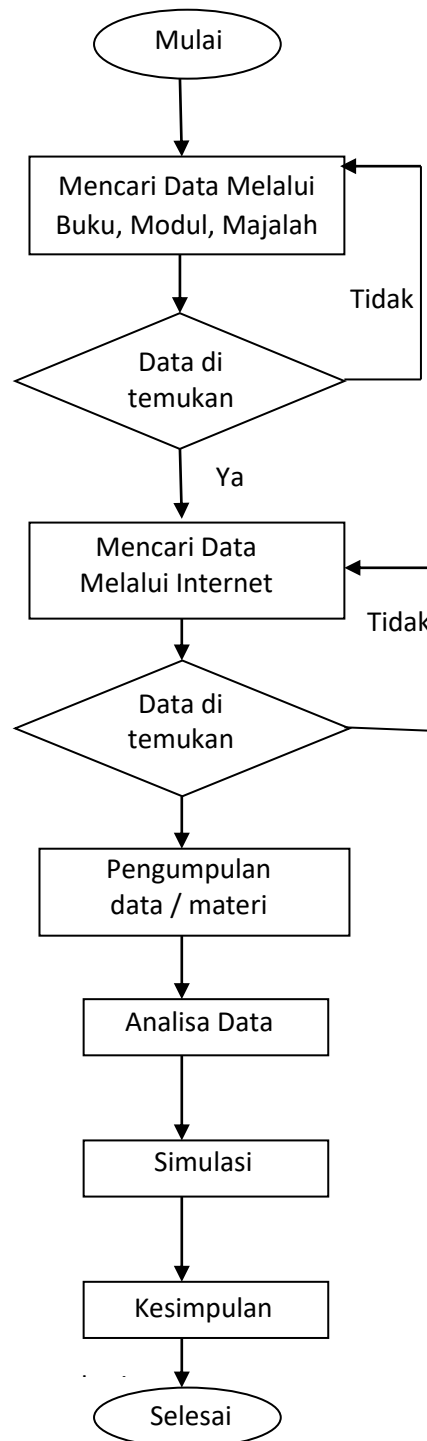 Mulai
Mencari Data Melalui
Buku, Modul, Majalah
Tidak
Data di
temukan
Ya
Mencari Data
Melalui Internet
Tidak
Data di
temukan
Pengumpulan
data / materi
Analisa Data
Simulasi
Kesimpulan
Selesai